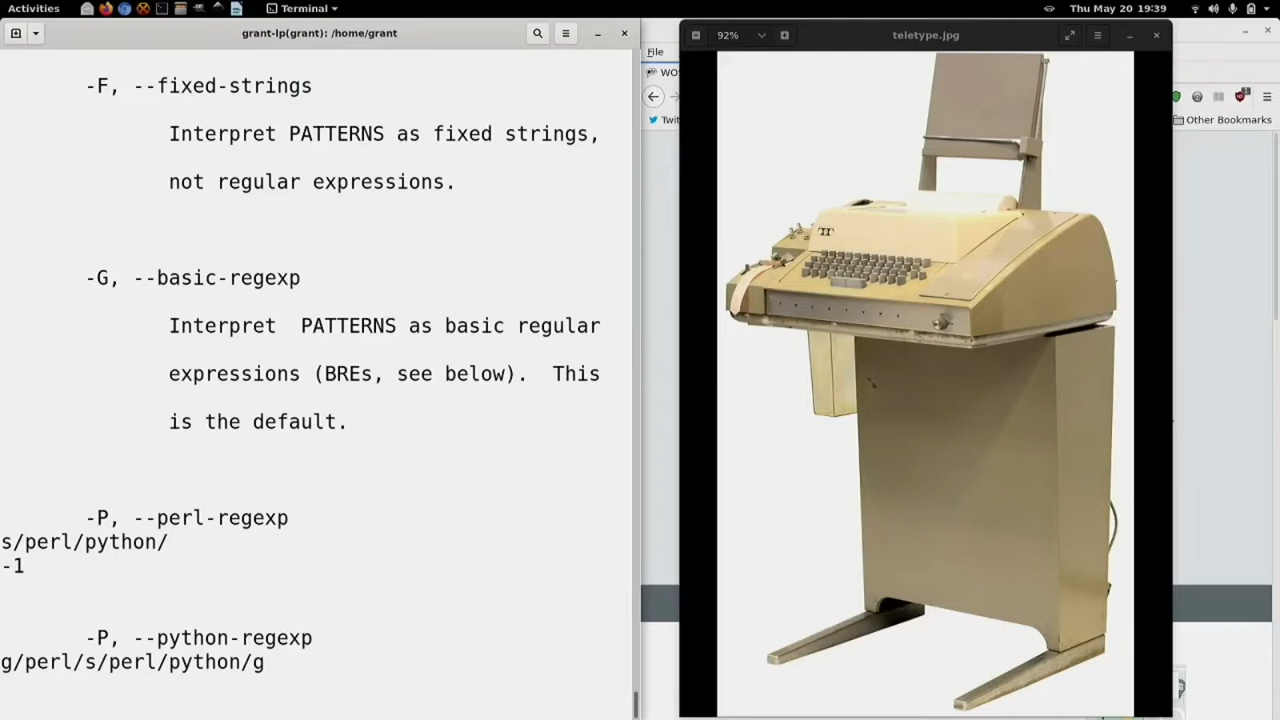 Activities
Terminal
Thu May 20 19:39
grant-lp(grant): /home/grant
92%
teletype.jpg
File
WO
Twit
Other Bookmarks
-F, --fixed-strings
Interpret PATTERNS as fixed strings,
not regular expressions.
-G, --basic-regexp
Interpret  PATTERNS as basic regular
expressions (BREs, see below).  This
is the default.
-P, --perl-regexp
s/perl/python/
-1
-P, --python-regexp
g/perl/s/perl/python/g